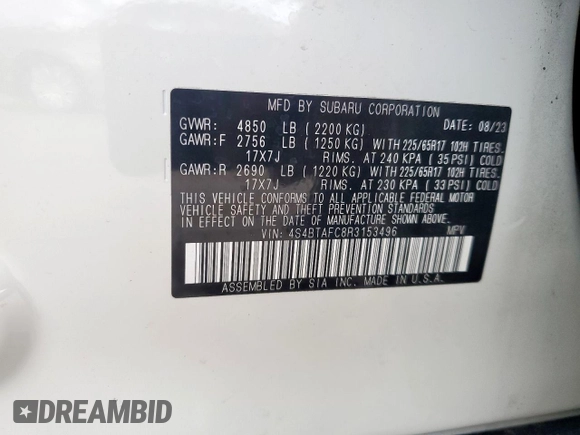 MFD BY SUBARU CORPORATION
GVWR: 4850 LB (2200 KG) DATE: 08/23
GAWR:F 2756 LB (1250 KG) WITH 225/65R17 102H TIRES.
17X7J RIMS. AT 240 KPA (35 PSI) COLD
GAWR:R 2690 LB (1220 KG) WITH 225/65R17 102H TIRES.
17X7J RIMS. AT 230 KPA (33 PSI) COLD
THIS VEHICLE CONFORMS TO ALL APPLICABLE FEDERAL MOTOR
VEHICLE SAFETY AND THEFT PREVENTION STANDARDS
IN EFFECT ON THE DATE OF MANUFACTURE SHOWN ABOVE.
VIN: 4S4BTAFC8R3153496 MPV
ASSEMBLED BY SIA INC. MADE IN U.S.A.
DREAMBID